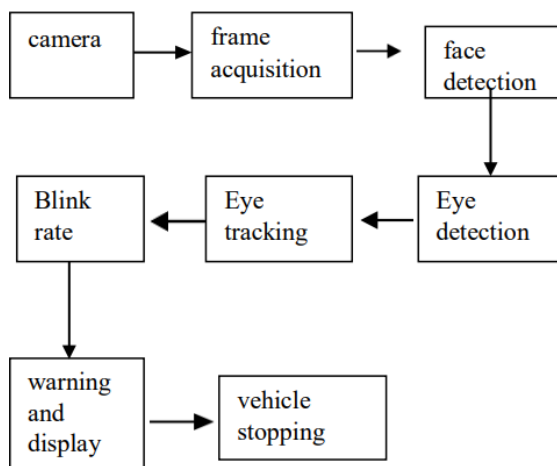 camera
frame
acquisition
face
detection
Eye
detection
Eye
tracking
Blink
rate
warning
and
display
vehicle
stopping